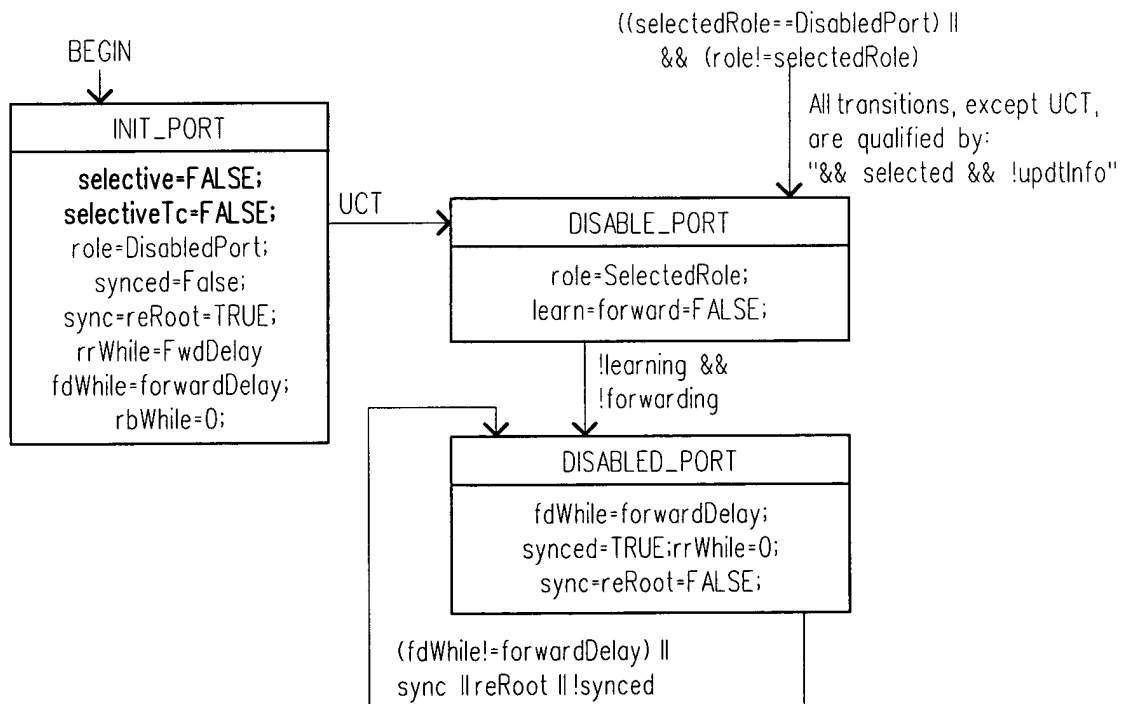 ((selectedRole==DisabledPort) ||
&& (role!=selectedRole)
BEGIN
All transitions, except UCT,
are qualified by:
"&& selected && !updtInfo"
INIT_PORT
selective=FALSE;
selectiveTc=FALSE;
role=DisabledPort;
synced=False;
sync=reRoot=TRUE;
rrWhile=FwdDelay
fdWhile=forwardDelay;
rbWhile=0;
UCT
DISABLE_PORT
role=SelectedRole;
learn=forward=FALSE;
!learning &&
!forwarding
DISABLED_PORT
fdWhile=forwardDelay;
synced=TRUE;rrWhile=0;
sync=reRoot=FALSE;
(fdWhile!=forwardDelay) ||
sync ||reRoot || !synced